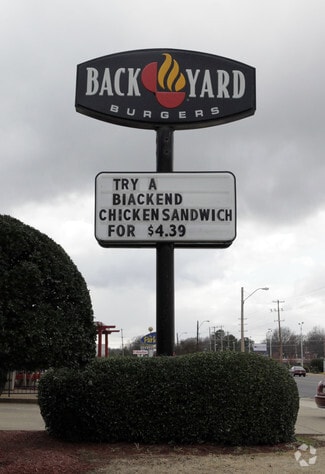 BACK YARD
BURGERS
TRY A
BIACKEND
CHICKEN SANDWICH
FOR $4.39